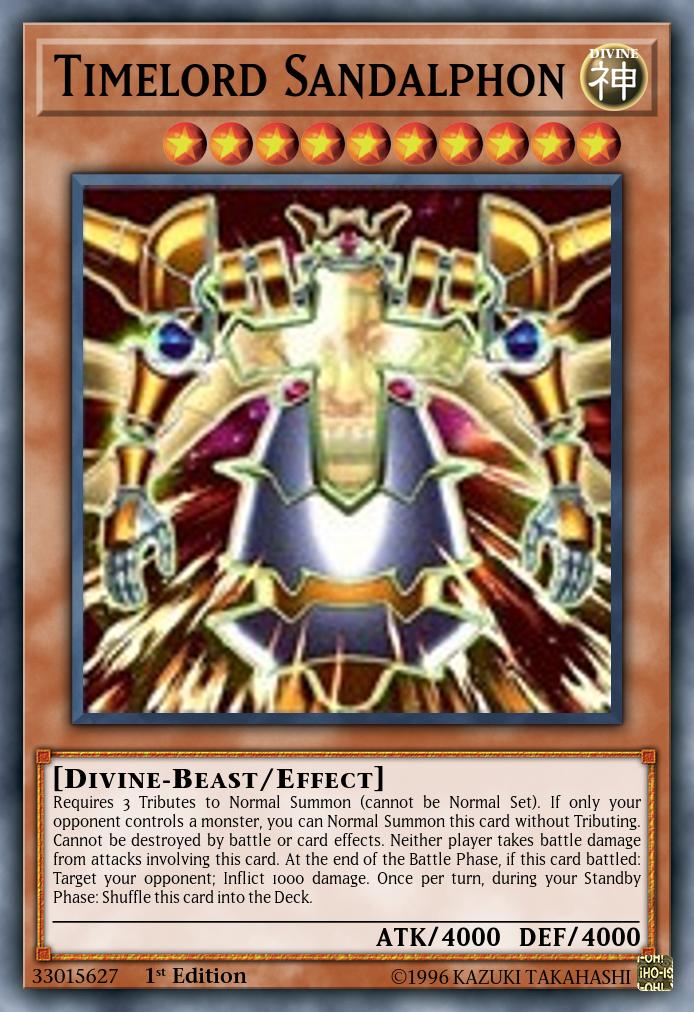 Timelord Sandalphon
DIVINE
神
[Divine-Beast/Effect]
Requires 3 Tributes to Normal Summon (cannot be Normal Set). If only your
opponent controls a monster, you can Normal Summon this card without Tributing.
Cannot be destroyed by battle or card effects. Neither player takes battle damage
from attacks involving this card. At the end of the Battle Phase, if this card battled:
Target your opponent; Inflict 1000 damage. Once per turn, during your Standby
Phase: Shuffle this card into the Deck.
ATK/4000 DEF/4000
33015627 1st Edition ©1996 KAZUKI TAKAHASHI